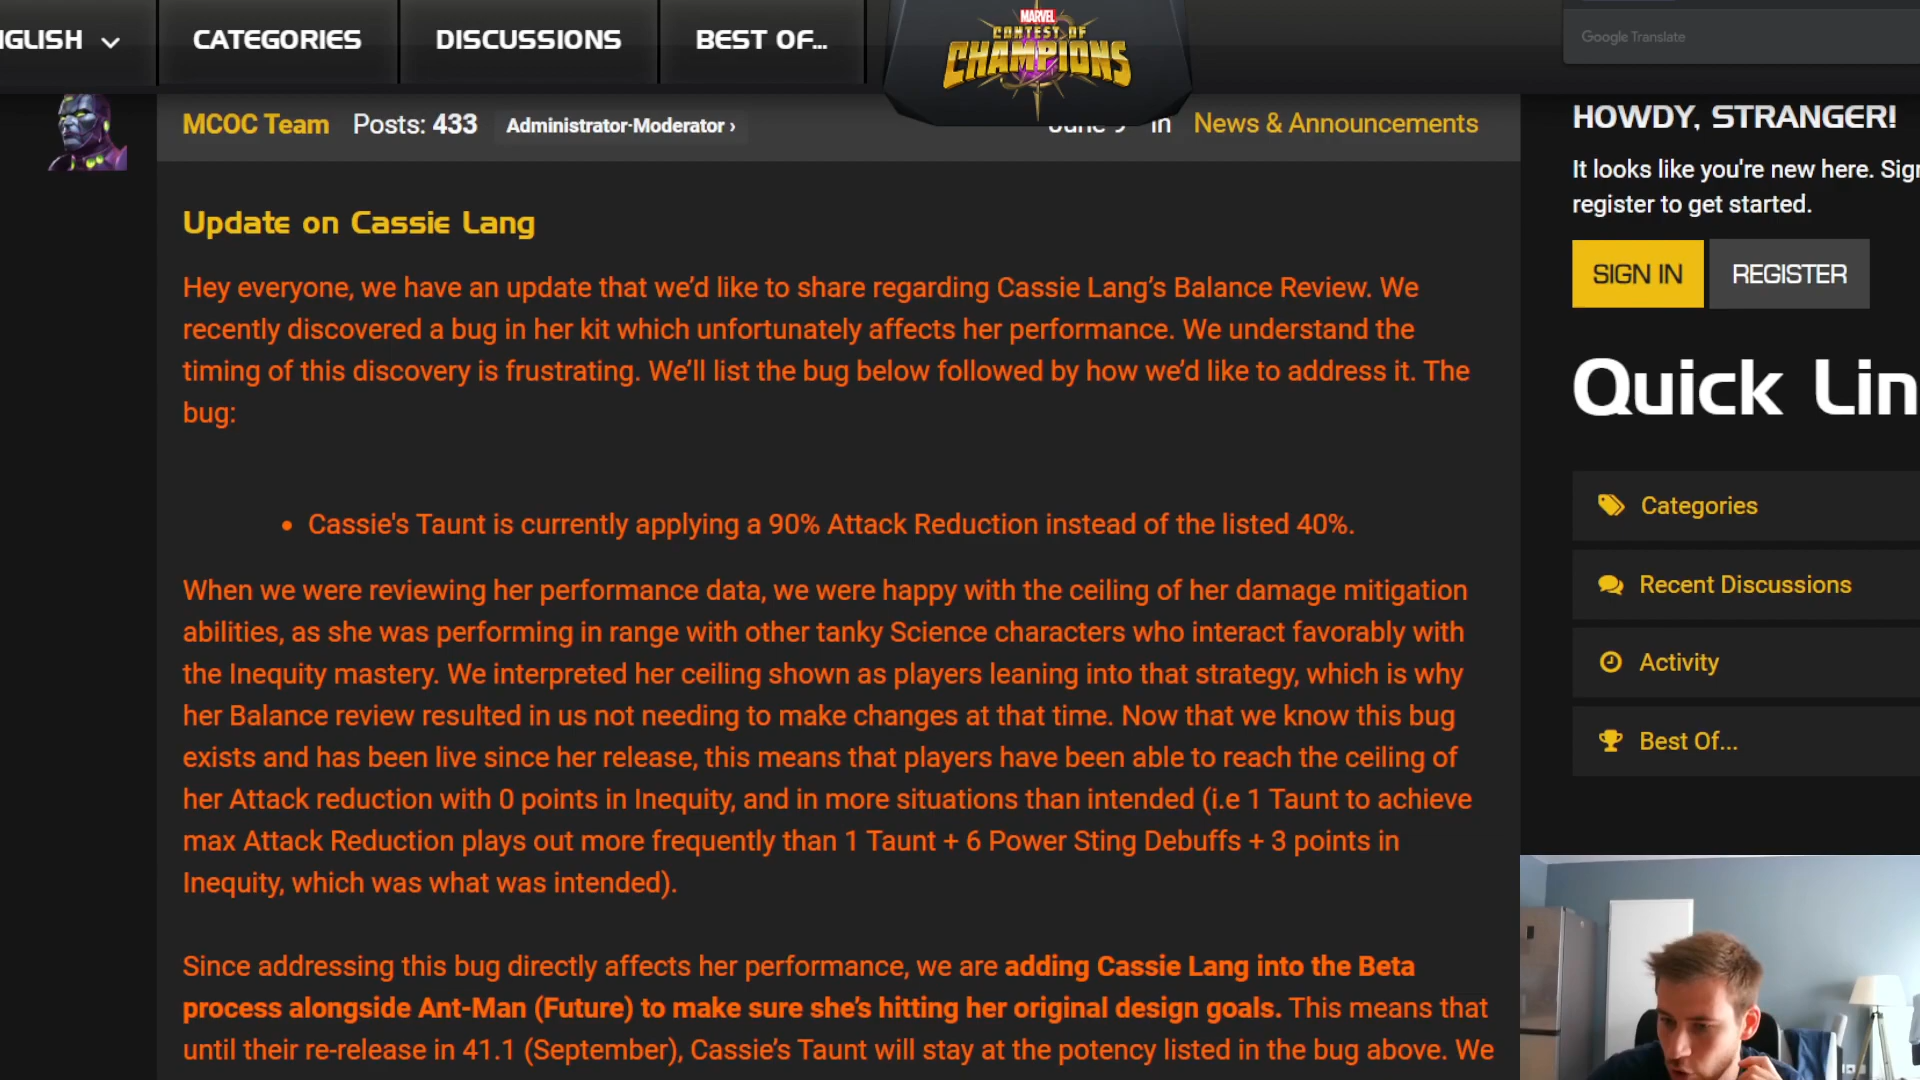 NGLISH
CATEGORIES
DISCUSSIONS
BEST OF...
MARVEL
CONTEST OF
CHAMPIONS
Google Translate
MCOC Team Posts: 433 Administrator-Moderator ›
June 9 in News & Announcements
Update on Cassie Lang
Hey everyone, we have an update that we’d like to share regarding Cassie Lang’s Balance Review. We
recently discovered a bug in her kit which unfortunately affects her performance. We understand the
timing of this discovery is frustrating. We’ll list the bug below followed by how we’d like to address it. The
bug:
• Cassie's Taunt is currently applying a 90% Attack Reduction instead of the listed 40%.
When we were reviewing her performance data, we were happy with the ceiling of her damage mitigation
abilities, as she was performing in range with other tanky Science characters who interact favorably with
the Inequity mastery. We interpreted her ceiling shown as players leaning into that strategy, which is why
her Balance review resulted in us not needing to make changes at that time. Now that we know this bug
exists and has been live since her release, this means that players have been able to reach the ceiling of
her Attack reduction with 0 points in Inequity, and in more situations than intended (i.e 1 Taunt to achieve
max Attack Reduction plays out more frequently than 1 Taunt + 6 Power Sting Debuffs + 3 points in
Inequity, which was what was intended).
Since addressing this bug directly affects her performance, we are adding Cassie Lang into the Beta
process alongside Ant-Man (Future) to make sure she’s hitting her original design goals. This means that
until their re-release in 41.1 (September), Cassie’s Taunt will stay at the potency listed in the bug above. We
HOWDY, STRANGER!
It looks like you're new here. Sign
register to get started.
SIGN IN
REGISTER
Quick Lin
Categories
Recent Discussions
Activity
Best Of...